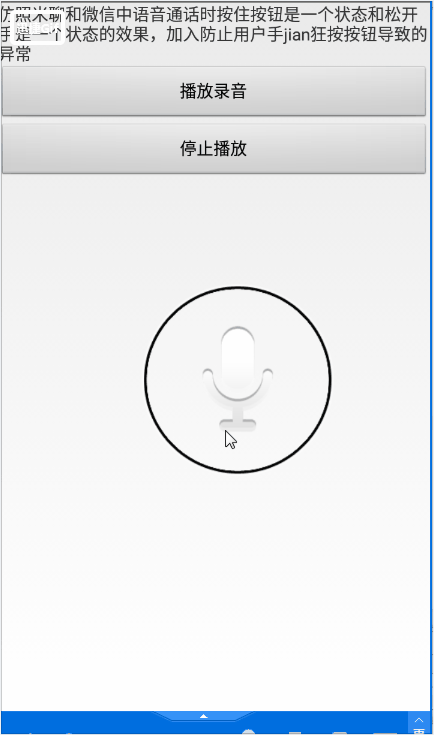 仿照米聊和微信中语音通话时按住按钮是一个状态和松开
手是一个状态的效果，加入防止用户手jian狂按按钮导致的
异常
播放录音
停止播放